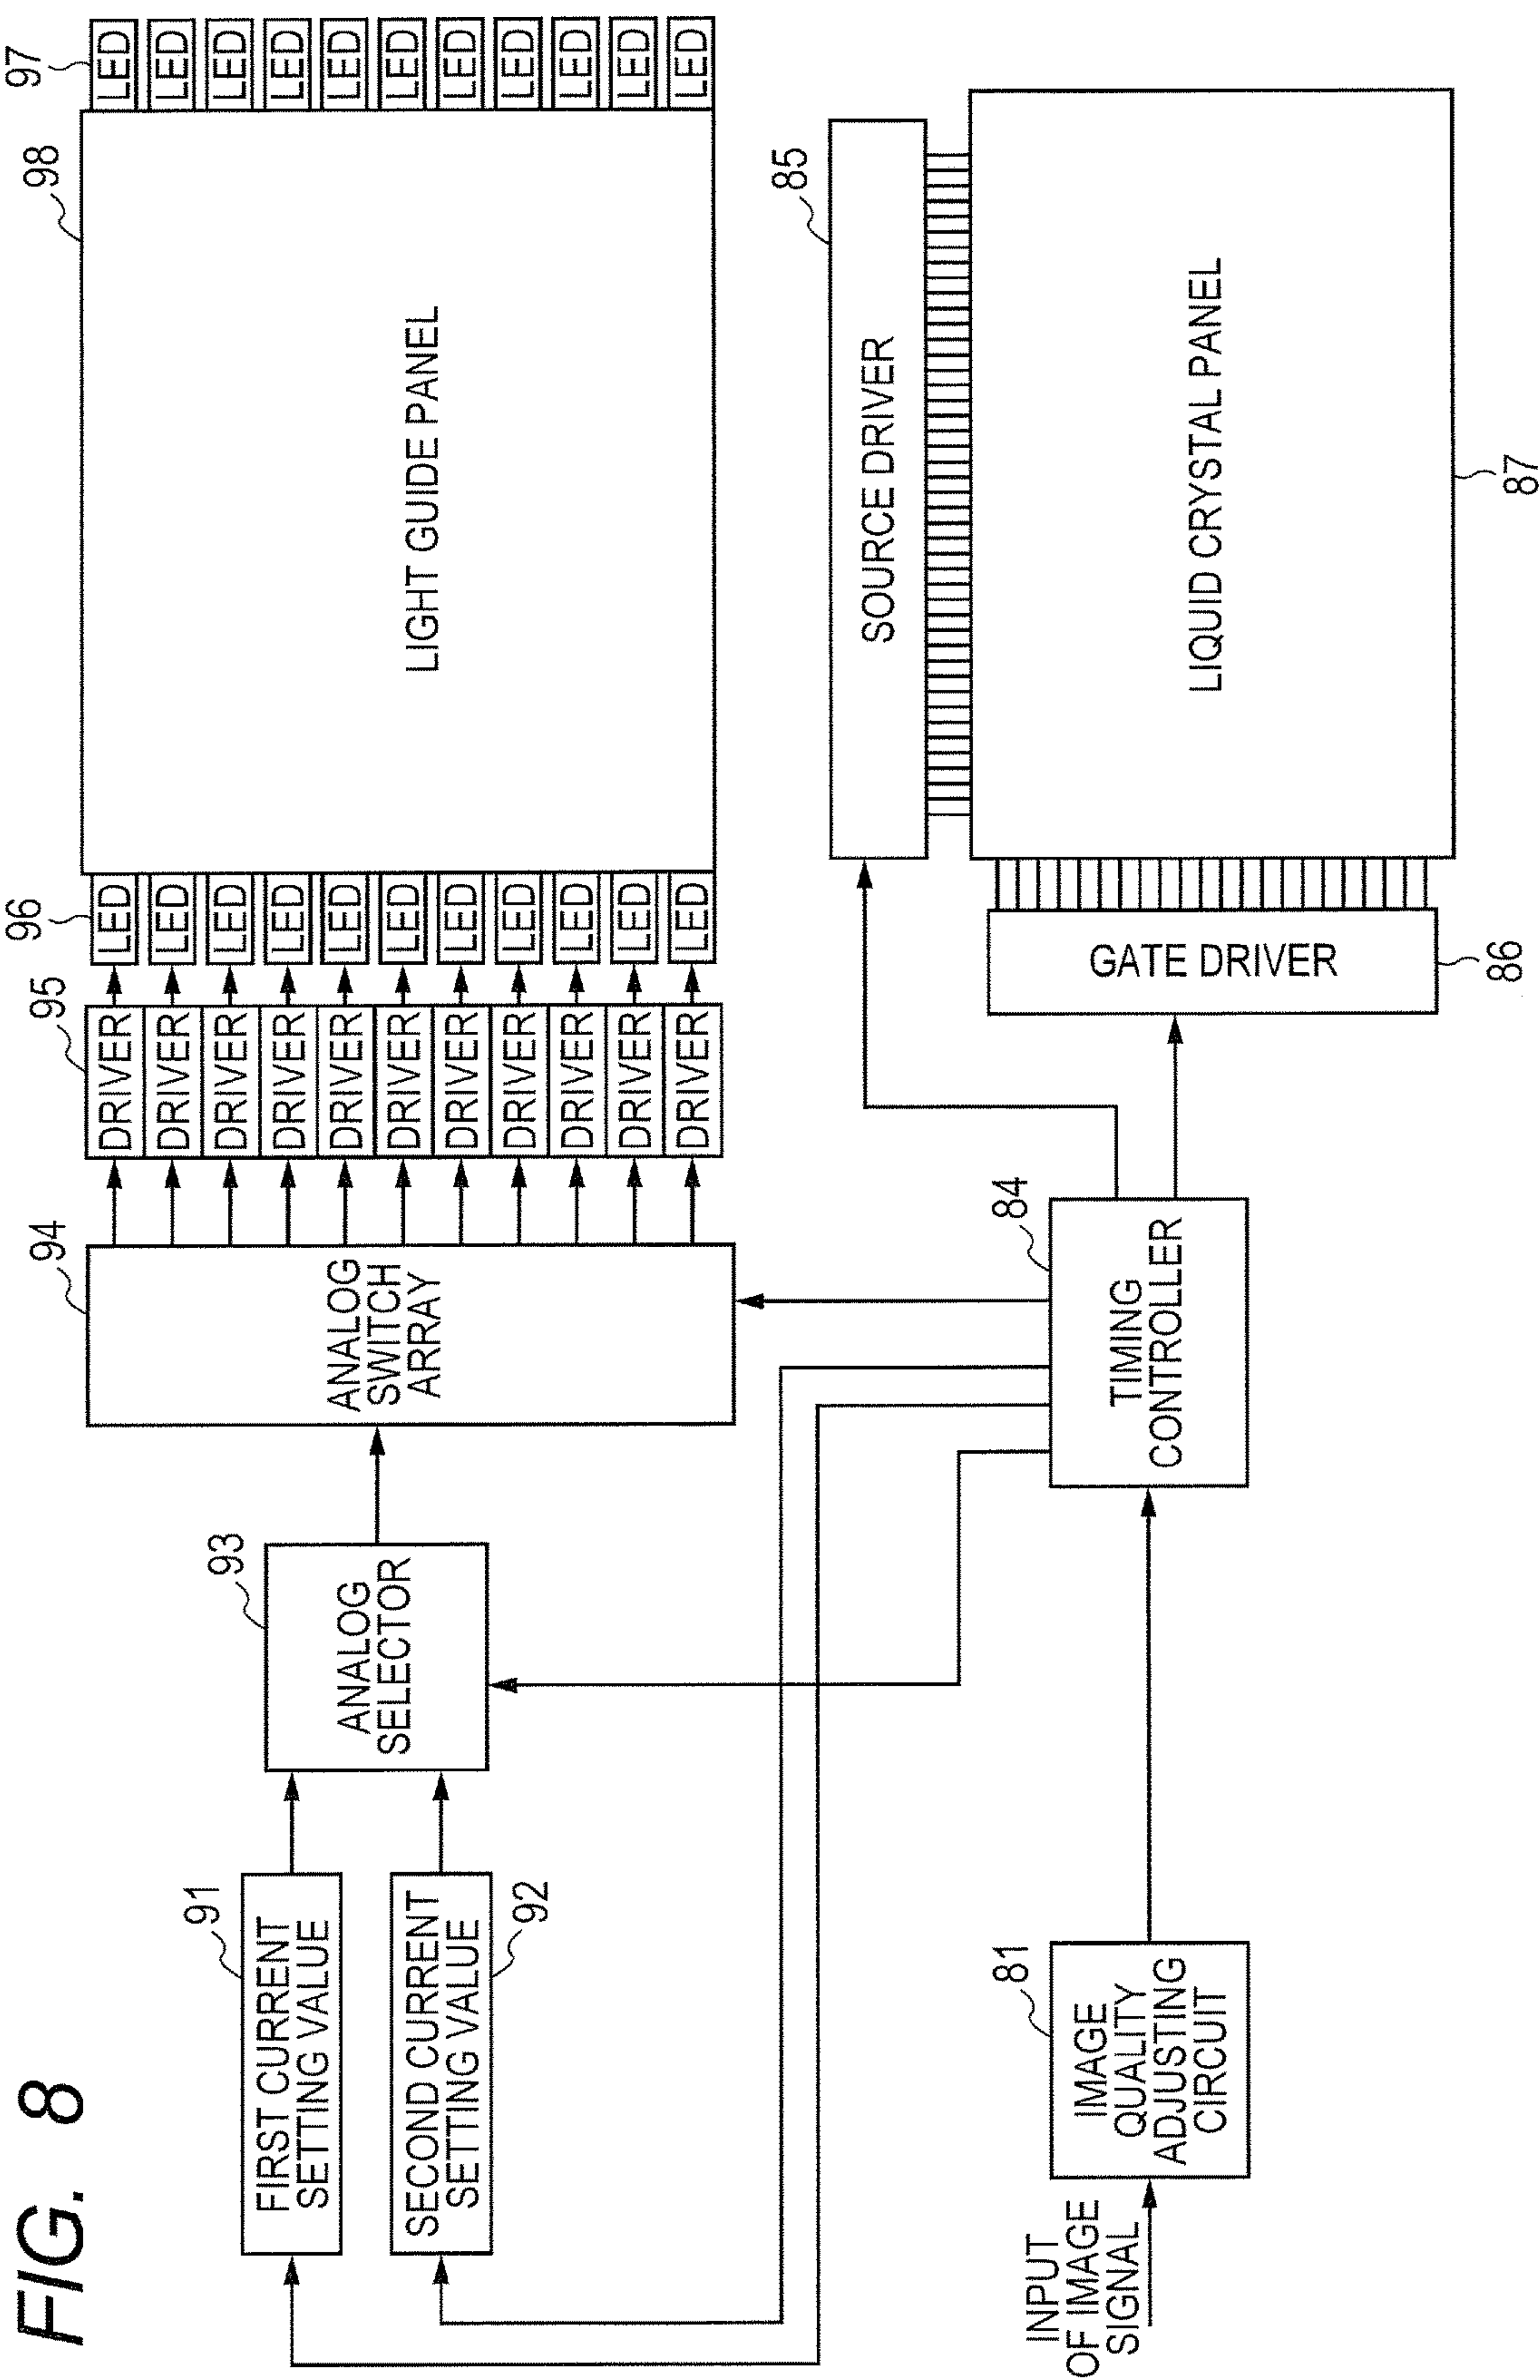 FIG. 8
91
FIRST CURRENT
SETTING VALUE
SECOND CURRENT
SETTING VALUE
92
93
ANALOG
SELECTOR
94
ANALOG
SWITCH
ARRAY
95
DRIVER
DRIVER
DRIVER
DRIVER
DRIVER
DRIVER
DRIVER
DRIVER
DRIVER
DRIVER
DRIVER
96
LED
LED
LED
LED
LED
LED
LED
LED
LED
LED
LED
98
LIGHT GUIDE PANEL
97
LED
LED
LED
LED
LED
LED
LED
LED
LED
LED
LED
INPUT
OF IMAGE
SIGNAL
81
IMAGE
QUALITY
ADJUSTING
CIRCUIT
84
TIMING
CONTROLLER
85
SOURCE DRIVER
GATE DRIVER
86
LIQUID CRYSTAL PANEL
87